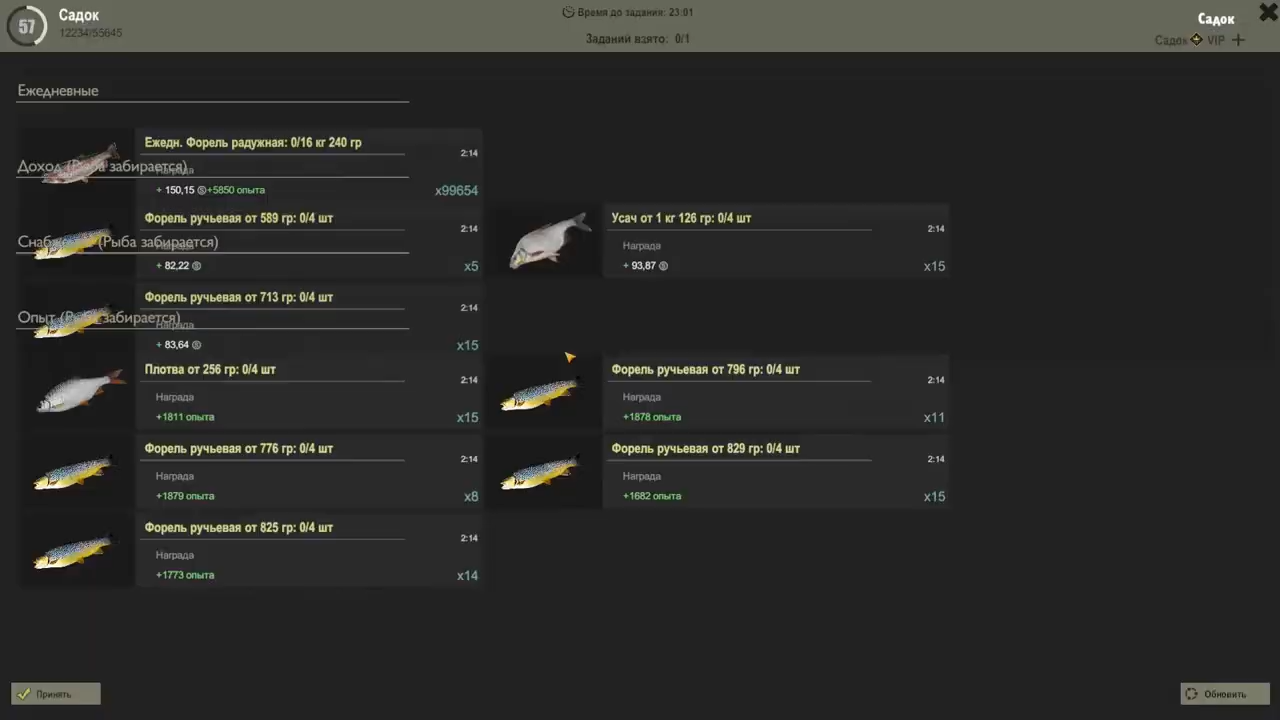 57
Садок
12234/55645
Время до задания: 23:01
Заданий взято: 0/1
Садок
Садок VIP
Ежедневные
Ежедн. Форель радужная: 0/16 кг 240 гр
2:14
Доход (Рыба забирается)
Награда
+ 150,15 +5850 опыта
x99654
Форель ручьевая от 589 гр: 0/4 шт
2:14
Снабжение (Рыба забирается)
Награда
+ 82,22
x5
Усач от 1 кг 126 гр: 0/4 шт
2:14
Награда
+ 93,87
x15
Форель ручьевая от 713 гр: 0/4 шт
2:14
Опыт (Рыба забирается)
Награда
+ 83,64
x15
Плотва от 256 гр: 0/4 шт
2:14
Награда
+1811 опыта
x15
Форель ручьевая от 796 гр: 0/4 шт
2:14
Награда
+1878 опыта
x11
Форель ручьевая от 776 гр: 0/4 шт
2:14
Награда
+1879 опыта
x8
Форель ручьевая от 829 гр: 0/4 шт
2:14
Награда
+1682 опыта
x15
Форель ручьевая от 825 гр: 0/4 шт
2:14
Награда
+1773 опыта
x14
Принять
Обновить